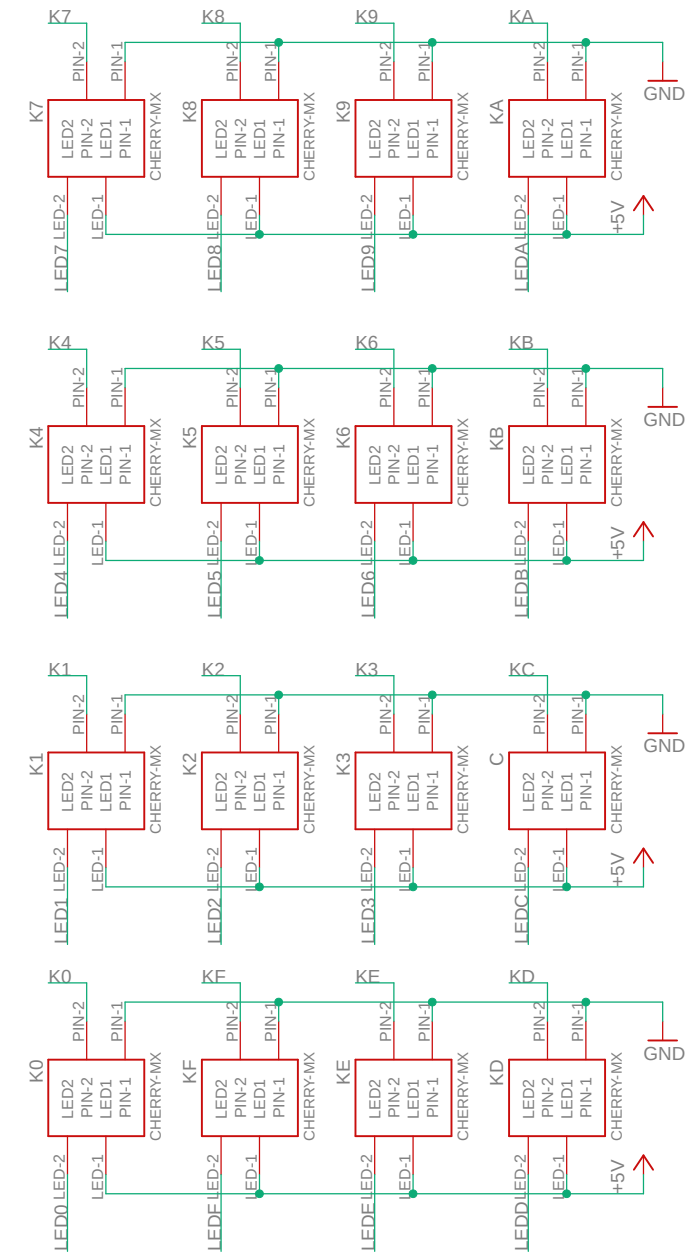 K7 K8 K9 KA
PIN-2 PIN-1 PIN-2 PIN-1 PIN-2 PIN-1 PIN-2 PIN-1
GND
K7 LED2 PIN-2 LED1 PIN-1 CHERRY-MX K8 LED2 PIN-2 LED1 PIN-1 CHERRY-MX K9 LED2 PIN-2 LED1 PIN-1 CHERRY-MX KA LED2 PIN-2 LED1 PIN-1 CHERRY-MX
LED-2 LED-1 LED-2 LED-1 LED-2 LED-1 LED-2 LED-1 +5V
LED7 LED8 LED9 LEDA
K4 K5 K6 KB
PIN-2 PIN-1 PIN-2 PIN-1 PIN-2 PIN-1 PIN-2 PIN-1
GND
K4 LED2 PIN-2 LED1 PIN-1 CHERRY-MX K5 LED2 PIN-2 LED1 PIN-1 CHERRY-MX K6 LED2 PIN-2 LED1 PIN-1 CHERRY-MX KB LED2 PIN-2 LED1 PIN-1 CHERRY-MX
LED-2 LED-1 LED-2 LED-1 LED-2 LED-1 LED-2 LED-1 +5V
LED4 LED5 LED6 LEDB
K1 K2 K3 KC
PIN-2 PIN-1 PIN-2 PIN-1 PIN-2 PIN-1 PIN-2 PIN-1
GND
K1 LED2 PIN-2 LED1 PIN-1 CHERRY-MX K2 LED2 PIN-2 LED1 PIN-1 CHERRY-MX K3 LED2 PIN-2 LED1 PIN-1 CHERRY-MX C LED2 PIN-2 LED1 PIN-1 CHERRY-MX
LED-2 LED-1 LED-2 LED-1 LED-2 LED-1 LED-2 LED-1 +5V
LED1 LED2 LED3 LEDC
K0 KF KE KD
PIN-2 PIN-1 PIN-2 PIN-1 PIN-2 PIN-1 PIN-2 PIN-1
GND
K0 LED2 PIN-2 LED1 PIN-1 CHERRY-MX KF LED2 PIN-2 LED1 PIN-1 CHERRY-MX KE LED2 PIN-2 LED1 PIN-1 CHERRY-MX KD LED2 PIN-2 LED1 PIN-1 CHERRY-MX
LED-2 LED-1 LED-2 LED-1 LED-2 LED-1 LED-2 LED-1 +5V
LED0 LEDF LEDE LEDD